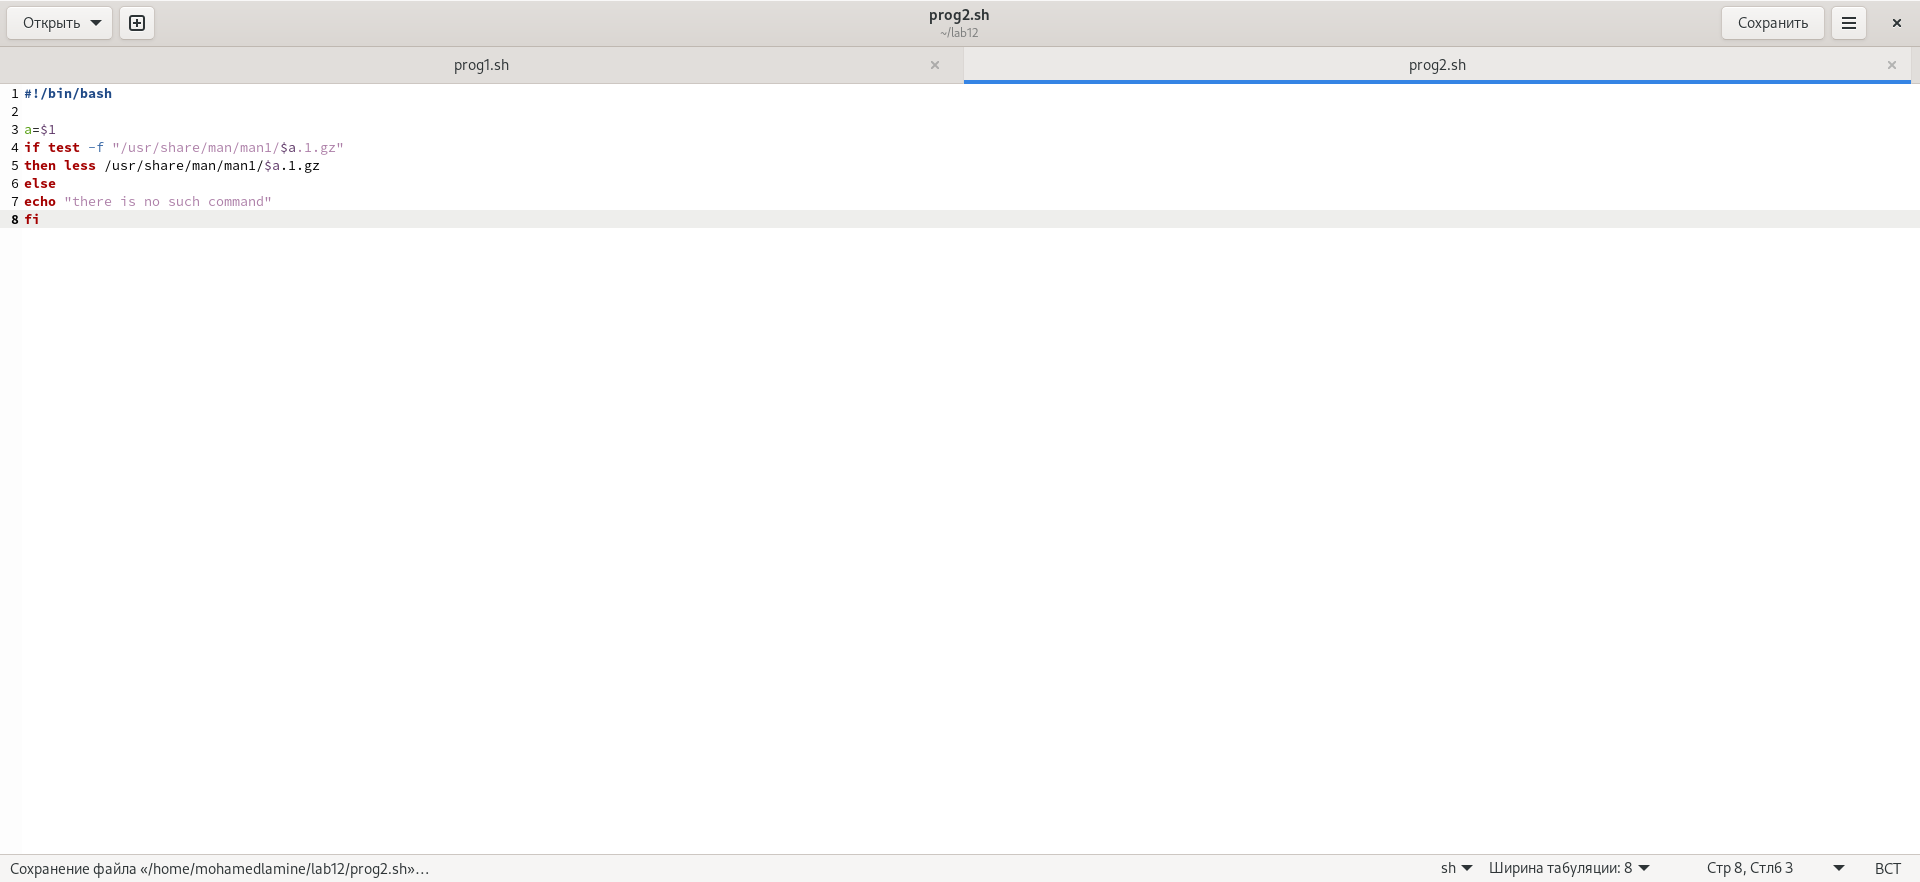 Открыть
prog2.sh
~/lab12
Сохранить
prog1.sh
prog2.sh
1 #!/bin/bash
2
3 a=$1
4 if test -f "/usr/share/man/man1/$a.1.gz"
5 then less /usr/share/man/man1/$a.1.gz
6 else
7 echo "there is no such command"
8 fi
Сохранение файла «/home/mohamedlamine/lab12/prog2.sh»…
sh
Ширина табуляции: 8
Стр 8, Стлб 3
ВСТ